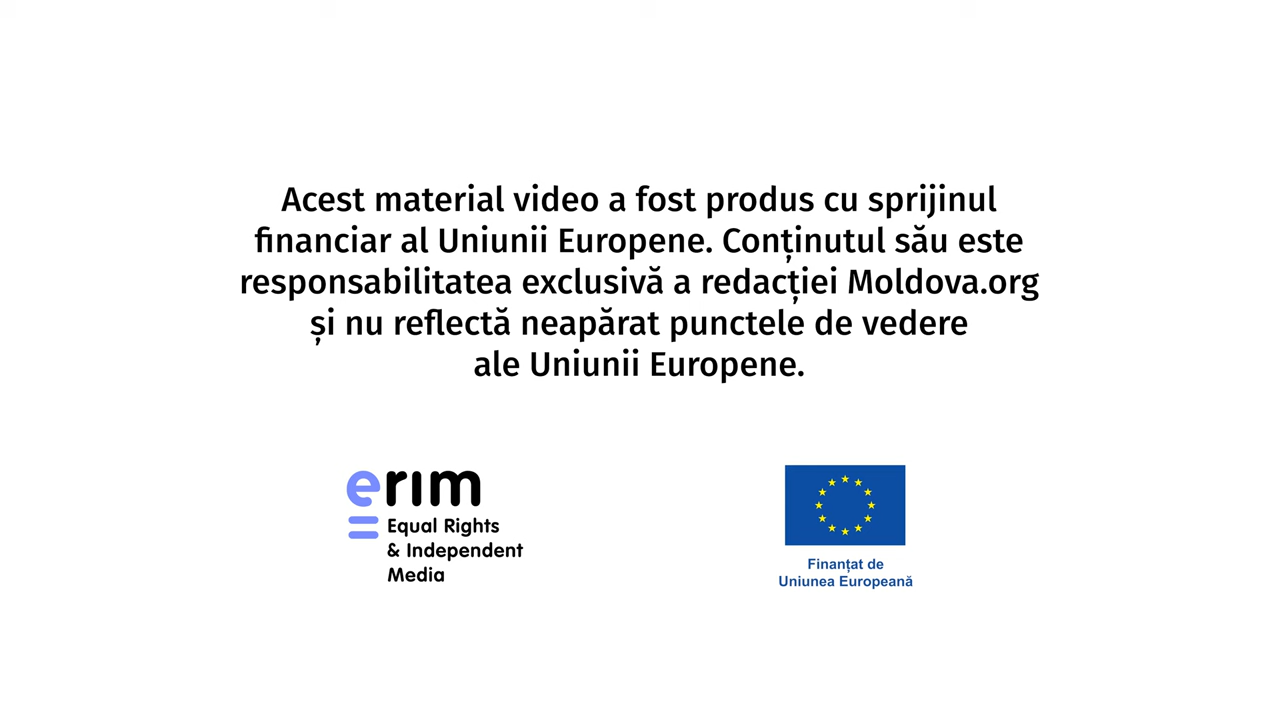 Acest material video a fost produs cu sprijinul
financiar al Uniunii Europene. Conținutul său este
responsabilitatea exclusivă a redacției Moldova.org
și nu reflectă neapărat punctele de vedere
ale Uniunii Europene.
erim
Equal Rights
& Independent
Media
Finanțat de
Uniunea Europeană